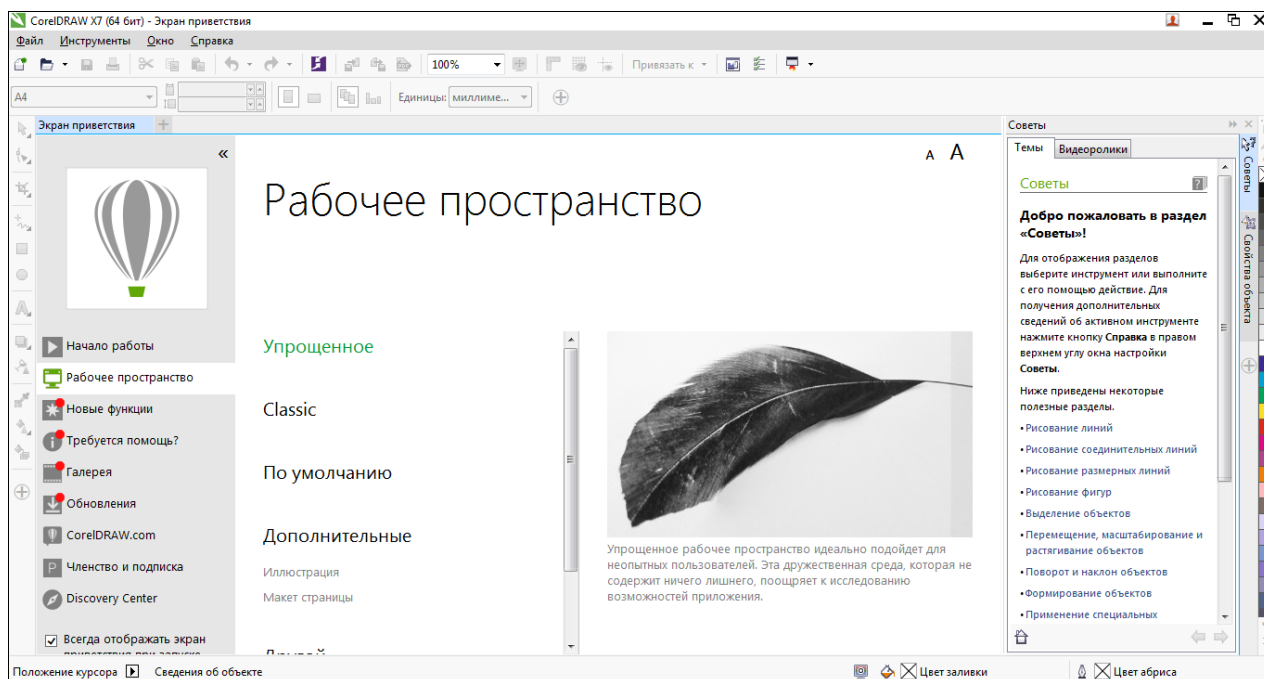 CorelDRAW X7 (64 бит) - Экран приветствия
Файл Инструменты Окно Справка
100% Привязать к
A4 Единицы: миллиме...
Экран приветствия
«
A A
Рабочее пространство
Начало работы
Рабочее пространство
Новые функции
Требуется помощь?
Галерея
Обновления
CorelDRAW.com
Членство и подписка
Discovery Center
Всегда отображать экран
приветствия при запуске
Упрощенное
Classic
По умолчанию
Дополнительные
Иллюстрация
Макет страницы
Другой
Упрощенное рабочее пространство идеально подойдет для
неопытных пользователей. Эта дружественная среда, которая не
содержит ничего лишнего, поощряет к исследованию
возможностей приложения.
Советы
Темы Видеоролики
Советы
Добро пожаловать в раздел
«Советы»!
Для отображения разделов
выберите инструмент или выполните
с его помощью действие. Для
получения дополнительных
сведений об активном инструменте
нажмите кнопку Справка в правом
верхнем углу окна настройки
Советы.
Ниже приведены некоторые
полезные разделы.
•Рисование линий
•Рисование соединительных линий
•Рисование размерных линий
•Рисование фигур
•Выделение объектов
•Перемещение, масштабирование и
растягивание объектов
•Поворот и наклон объектов
•Формирование объектов
•Применение специальных
Советы
Свойства объекта
Положение курсора Сведения об объекте Цвет заливки Цвет абриса